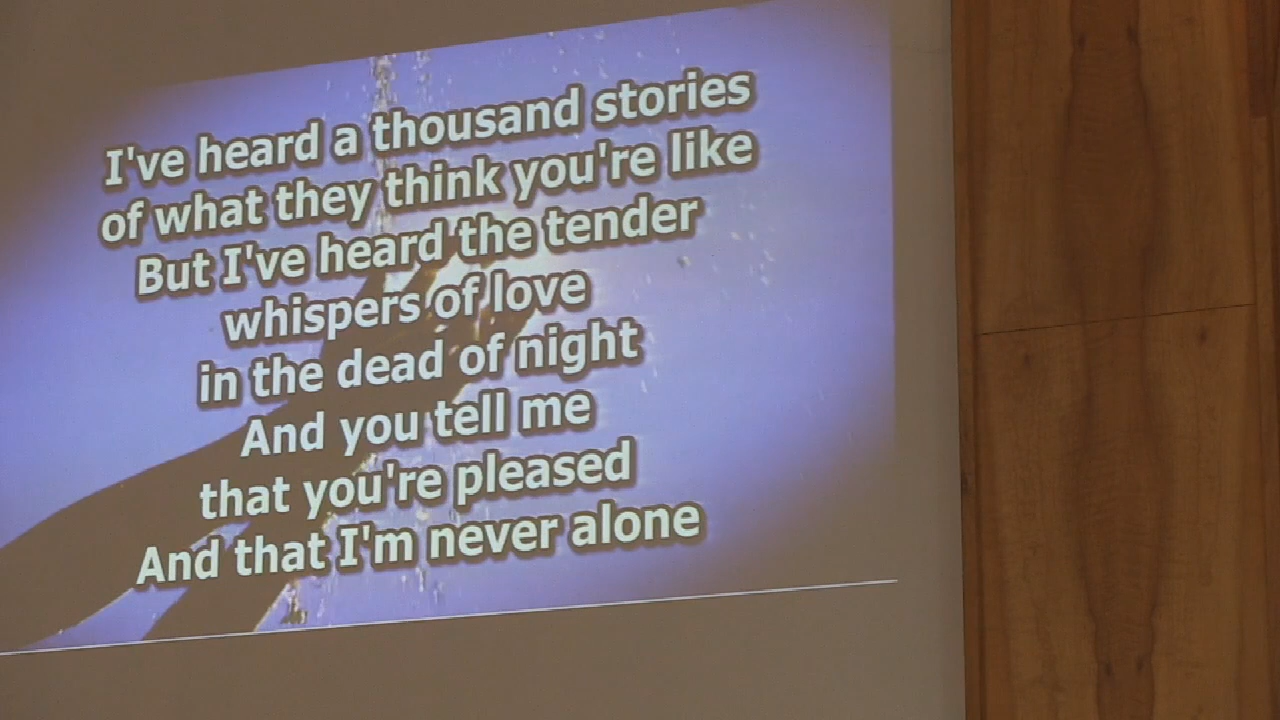 I've heard a thousand stories
of what they think you're like
But I've heard the tender
whispers of love
in the dead of night
And you tell me
that you're pleased
And that I'm never alone